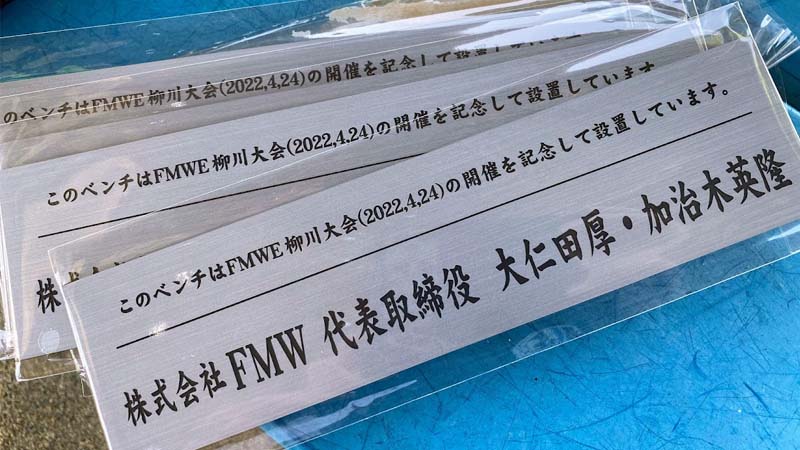 のベンチはFMWE柳川大会(2022,4,24)の開催を記念して設置し
このベンチはFMWE柳川大会(2022,4,24)の開催を記念して設置しています
株式会
このベンチはFMWE柳川大会(2022,4,24)の開催を記念して設置しています。
株式会社FMW 代表取締役 大仁田厚・加治木英隆